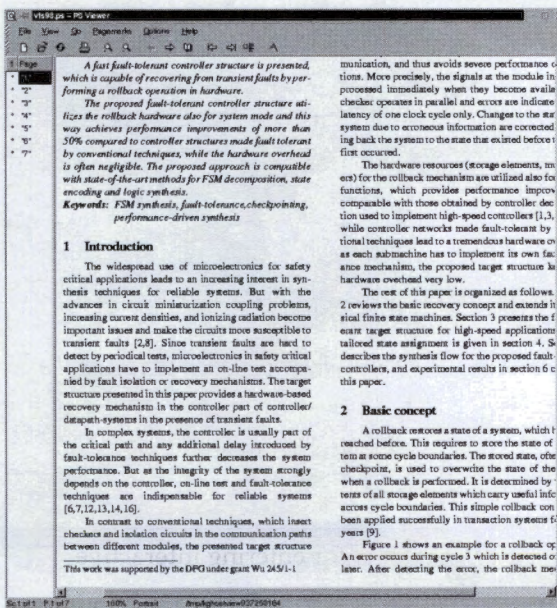 vts98.ps - PS Viewer
File View Go Pagemarks Options Help
1 Page
* "1"
* "2"
* "3"
* "4"
* "5"
* "6"
* "7"
A fast fault-tolerant controller structure is presented,
which is capable of recovering from transient faults by per-
forming a rollback operation in hardware.
The proposed fault-tolerant controller structure uti-
lizes the rollback hardware also for system mode and this
way achieves performance improvements of more than
50% compared to controller structures made fault tolerant
by conventional techniques, while the hardware overhead
is often negligible. The proposed approach is compatible
with state-of-the-art methods for FSM decomposition, state
encoding and logic synthesis.
Keywords: FSM synthesis, fault-tolerance, checkpointing,
performance-driven synthesis
1 Introduction
The widespread use of microelectronics for safety
critical applications leads to an increasing interest in syn-
thesis techniques for reliable systems. But with the
advances in circuit miniaturization coupling problems,
increasing current densities, and ionizing radiation become
important issues and make the circuits more susceptible to
transient faults [2,8]. Since transient faults are hard to
detect by periodical tests, microelectronics in safety critical
applications have to implement an on-line test accompa-
nied by fault isolation or recovery mechanisms. The target
structure presented in this paper provides a hardware-based
recovery mechanism in the controller part of controller/
datapath-systems in the presence of transient faults.
In complex systems, the controller is usually part of
the critical path and any additional delay introduced by
fault-tolerance techniques further decreases the system
performance. But as the integrity of the system strongly
depends on the controller, on-line test and fault-tolerance
techniques are indispensable for reliable systems
[6,7,12,13,14,16].
In contrast to conventional techniques, which insert
checkers and isolation circuits in the communication paths
between different modules, the presented target structure
This work was supported by the DFG under grant Wu 245/1-1
munication, and thus avoids severe performance
tions. More precisely, the signals at the module in
processed immediately when they become availa
checker operates in parallel and errors are indicate
latency of one clock cycle only. Changes to the stat
system due to erroneous information are corrected
ing back the system to the state that existed before t
first occurred.
The hardware resources (storage elements, m
ers) for the rollback mechanism are utilized also for
functions, which provides performance improv
comparable with those obtained by controller dec
tion used to implement high-speed controllers [1,3,
while controller networks made fault-tolerant by
tional techniques lead to a tremendous hardware ov
as each submachine has to implement its own fau
ance mechanism, the proposed target structure ke
hardware overhead very low.
The rest of this paper is organized as follows.
2 reviews the basic recovery concept and extends it
sical finite state machines. Section 3 presents the f
erant target structure for high-speed applications
tailored state assignment is given in section 4. Se
describes the synthesis flow for the proposed fault-
controllers, and experimental results in section 6 c
this paper.
2 Basic concept
A rollback restores a state of a system, which h
reached before. This requires to store the state of
tem at some cycle boundaries. The stored state, ofte
checkpoint, is used to overwrite the state of the
when a rollback is performed. It is determined by
tents of all storage elements which carry useful info
across cycle boundaries. This simple rollback con
been applied successfully in transaction systems fo
years [9].
Figure 1 shows an example for a rollback op
An error occurs during cycle 3 which is detected o
later. After detecting the error, the rollback me
Sc 1 of 1 P 1 of 7 100% Portrait